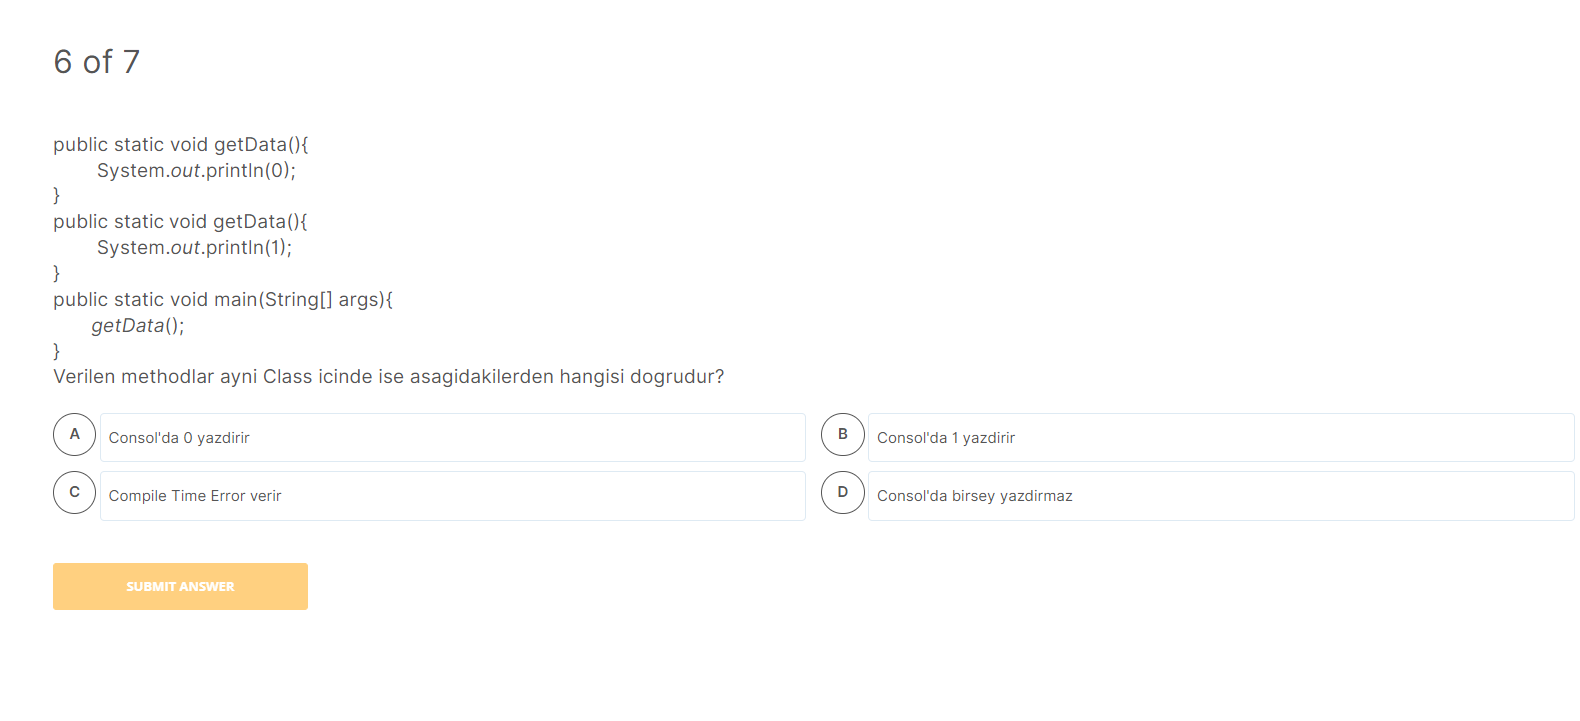 6 of 7
public static void getData(){
System.out.println(0);
}
public static void getData(){
System.out.println(1);
}
public static void main(String[] args){
getData();
}
Verilen methodlar ayni Class icinde ise asagidakilerden hangisi dogrudur?
A Consol'da 0 yazdirir
B Consol'da 1 yazdirir
C Compile Time Error verir
D Consol'da birsey yazdirmaz
SUBMIT ANSWER